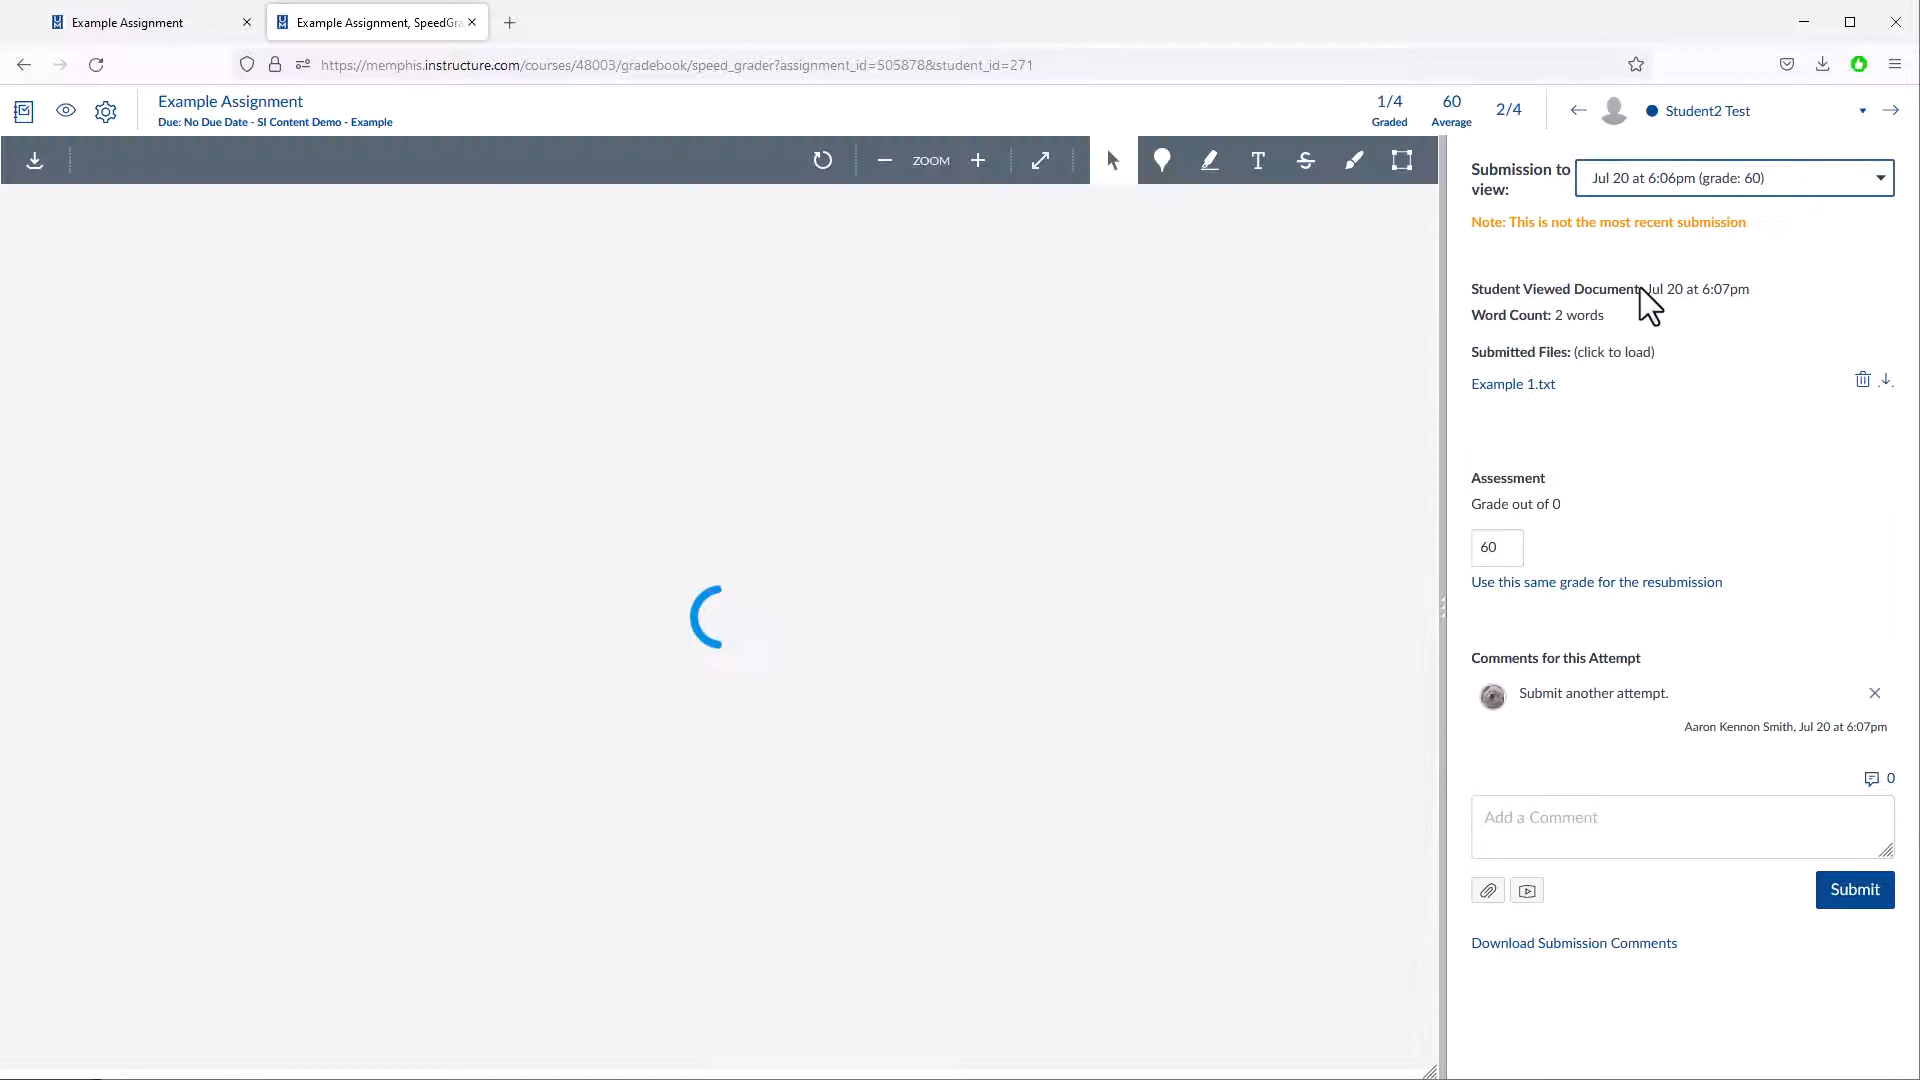 Example Assignment
Example Assignment, SpeedGra
https://memphis.instructure.com/courses/48003/gradebook/speed_grader?assignment_id=505878&student_id=271
Example Assignment
Due: No Due Date - SI Content Demo - Example
1/4
Graded
60
Average
2/4
Student2 Test
ZOOM
T
Submission to view:
Jul 20 at 6:06pm (grade: 60)
Note: This is not the most recent submission
Student Viewed Document: Jul 20 at 6:07pm
Word Count: 2 words
Submitted Files: (click to load)
Example 1.txt
Assessment
Grade out of 0
60
Use this same grade for the resubmission
Comments for this Attempt
Submit another attempt.
Aaron Kennon Smith, Jul 20 at 6:07pm
0
Add a Comment
Submit
Download Submission Comments